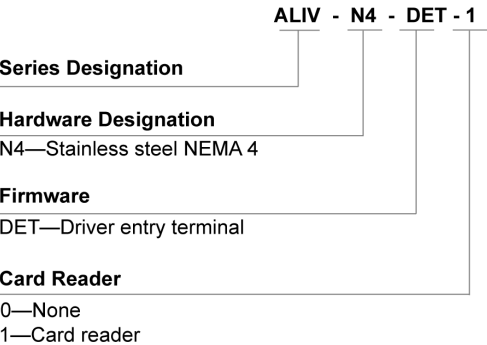 ALIV - N4 - DET - 1
Series Designation
Hardware Designation
N4—Stainless steel NEMA 4
Firmware
DET—Driver entry terminal
Card Reader
0—None
1—Card reader